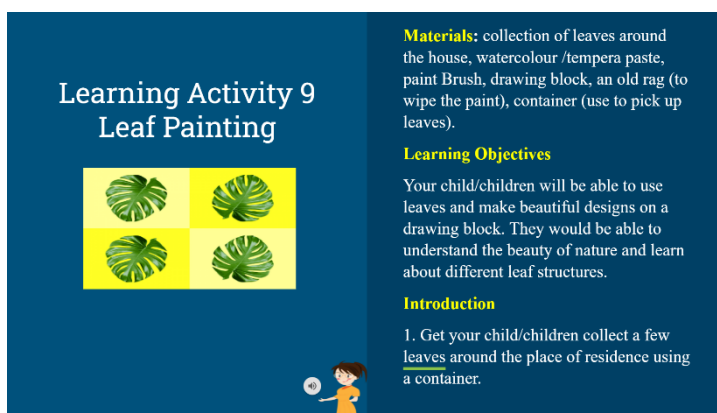 Learning Activity 9
Leaf Painting
Materials: collection of leaves around
the house, watercolour /tempera paste,
paint Brush, drawing block, an old rag (to
wipe the paint), container (use to pick up
leaves).
Learning Objectives
Your child/children will be able to use
leaves and make beautiful designs on a
drawing block. They would be able to
understand the beauty of nature and learn
about different leaf structures.
Introduction
1. Get your child/children collect a few
leaves around the place of residence using
a container.